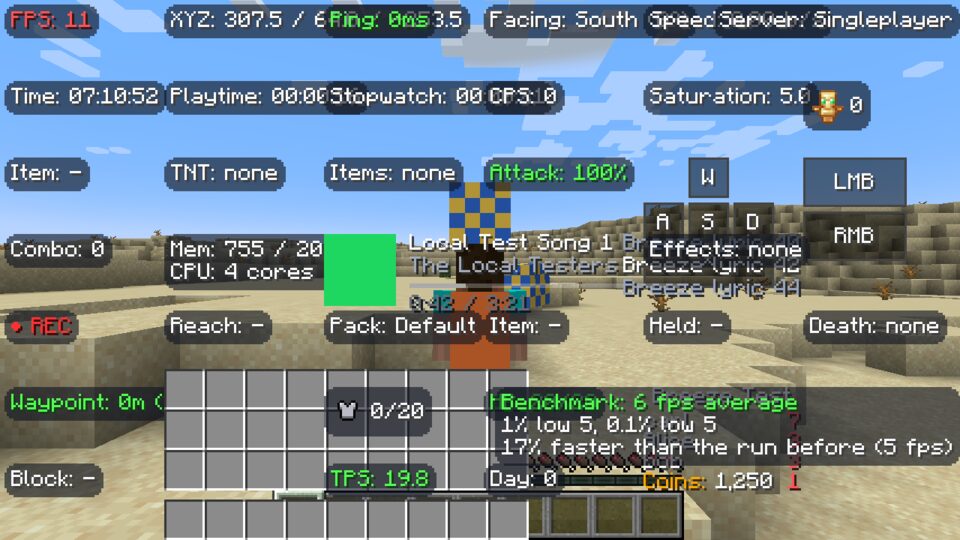 FPS: 11
XYZ: 307.5 / 6 3.5
Ping: 0ms
Facing: South
Speed
Server: Singleplayer
Time: 07:10:52
Playtime: 00:00
Stopwatch: 00
CPS: 0
Saturation: 5.0
0
Item: -
TNT: none
Items: none
Attack: 100%
W
LMB
A S D
RMB
Combo: 0
Mem: 755 / 20
CPU: 4 cores
Local Test Song 1
The Local Testers
0:42 / 3:21
Effects: none
Breeze lyric 42
Breeze lyric 44
REC
Reach: -
Pack: Default
Item: -
Held: -
Death: none
Waypoint: 0m (
0/20
Benchmark: 6 fps average
1% low 5, 0.1% low 5
17% faster than the run before (5 fps)
Block: -
TPS: 19.8
Day: 0
Coins: 1,250 1